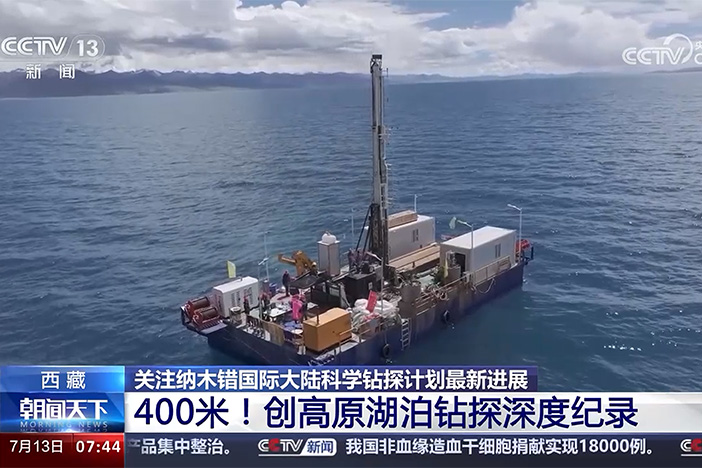 CCTV 13
新闻
CCTV
西藏
关注纳木错国际大陆科学钻探计划最新进展
朝闻天下
MORNING NEWS
400米！创高原湖泊钻探深度纪录
7月13日 07:44
产品集中整治。 CCTV 新闻 我国非血缘造血干细胞捐献实现18000例。